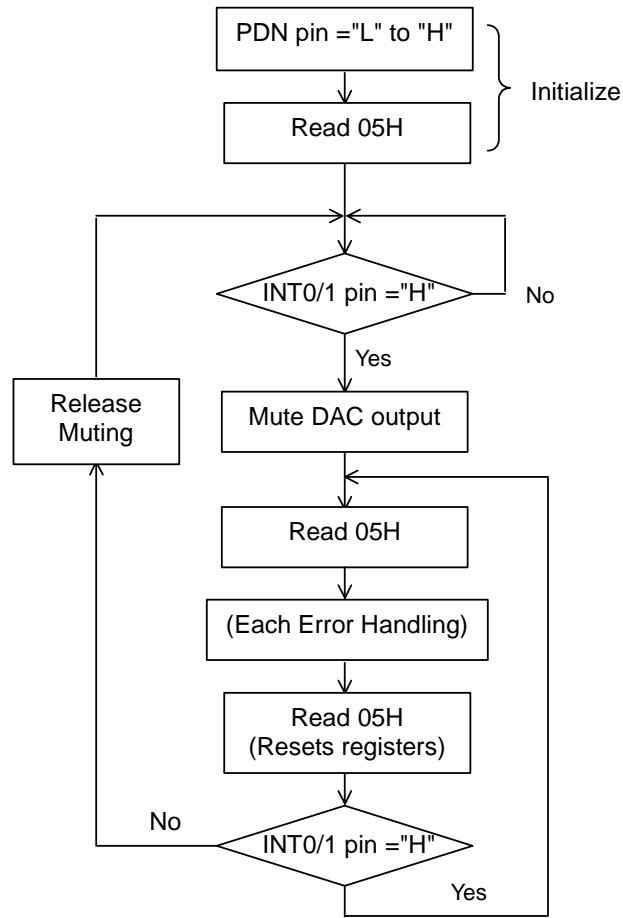 PDN pin ="L" to "H"
Initialize
Read 05H
INT0/1 pin ="H"
No
Yes
Release
Muting
Mute DAC output
Read 05H
(Each Error Handling)
Read 05H
(Resets registers)
No
INT0/1 pin ="H"
Yes